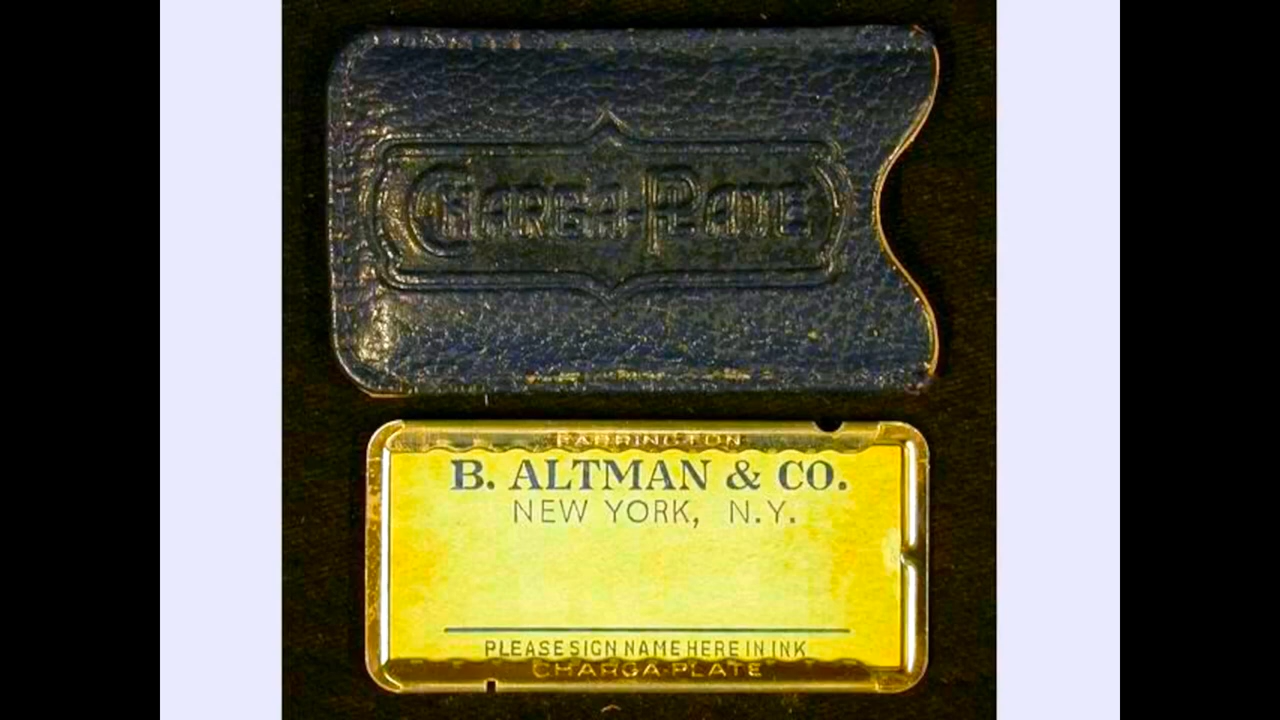 CHARGA-PLATE
FARRINGTON
B. ALTMAN & CO.
NEW YORK, N.Y.
PLEASE SIGN NAME HERE IN INK
CHARGA-PLATE